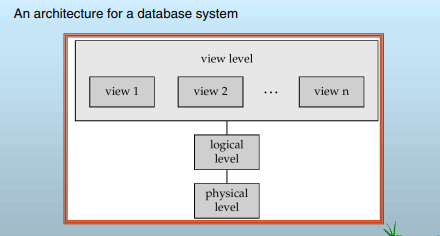 An architecture for a database system
view level
view 1 view 2 ... view n
logical
level
physical
level